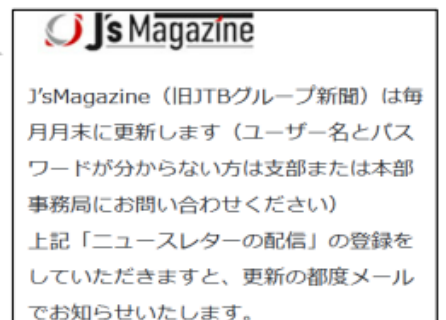 J's Magazine
J'sMagazine（旧JTBグループ新聞）は毎
月月末に更新します（ユーザー名とパス
ワードが分からない方は支部または本部
事務局にお問い合わせください）
上記「ニュースレターの配信」の登録を
していただきますと、更新の都度メール
でお知らせいたします。